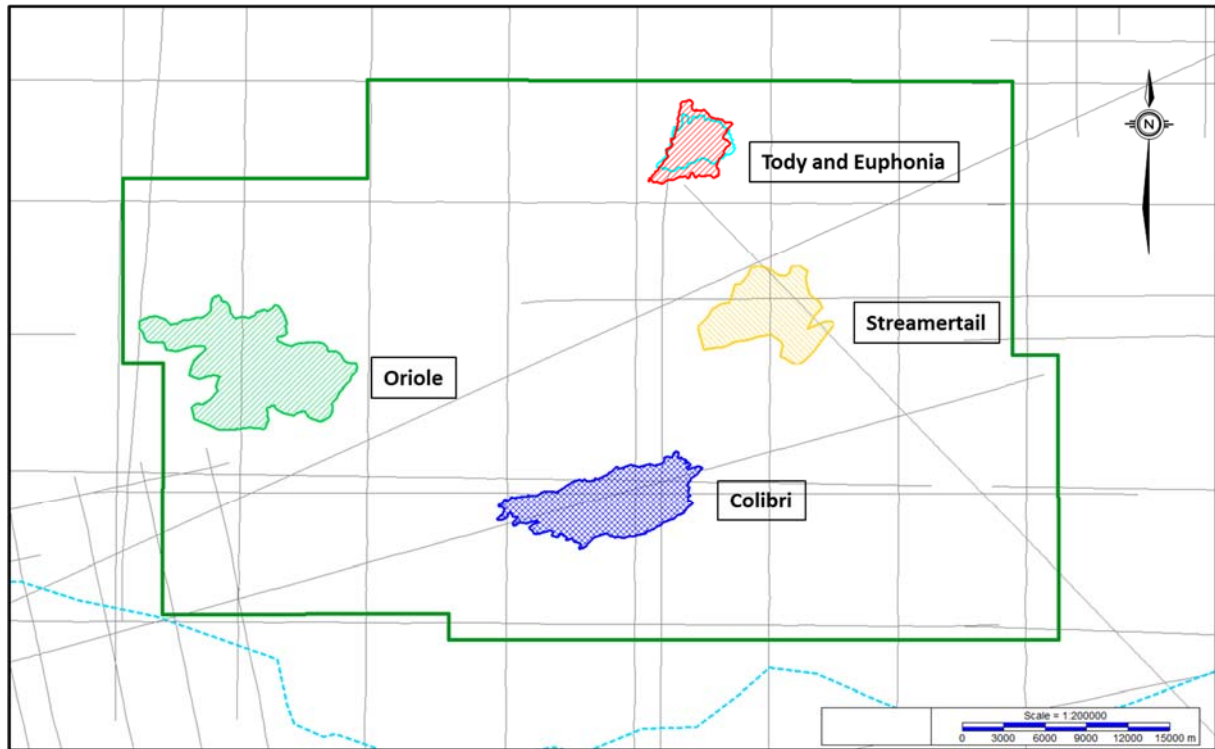 N
Tody and Euphonia
Streamertail
Oriole
Colibri
Scale = 1:200000
0 3000 6000 9000 12000 15000 m